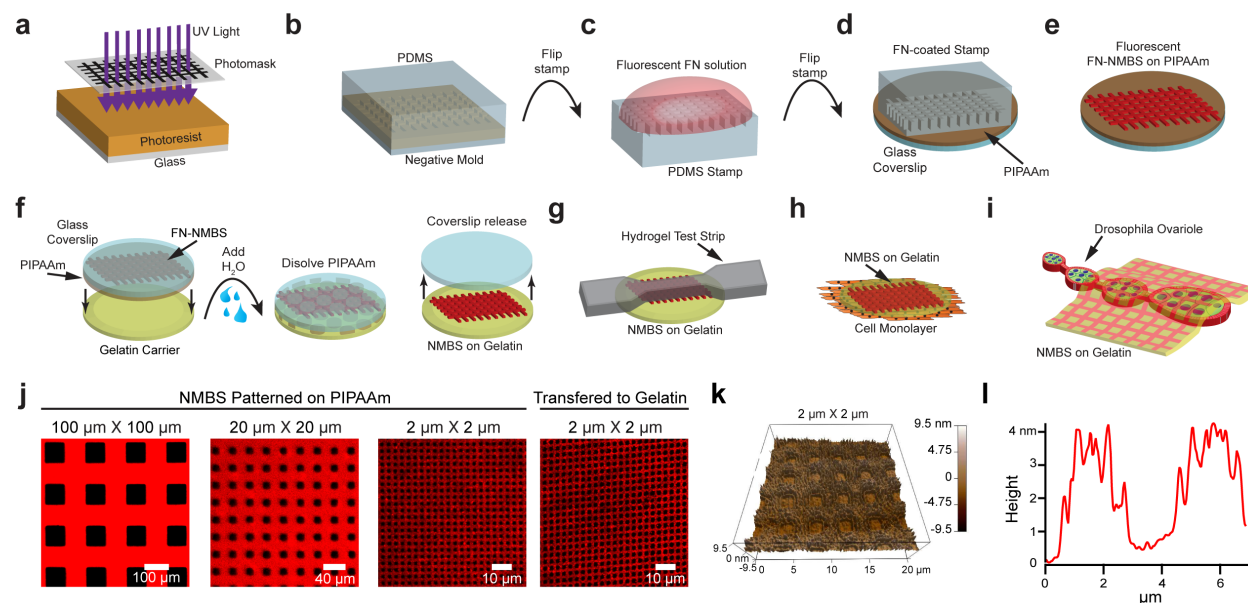 a
UV Light
Photomask
Photoresist
Glass
b
PDMS
Negative Mold
Flip
stamp
c
Fluorescent FN solution
PDMS Stamp
Flip
stamp
d
FN-coated Stamp
Glass
Coverslip
PIPAAm
e
Fluorescent
FN-NMBS on PIPAAm
f
Glass
Coverslip
FN-NMBS
PIPAAm
Gelatin Carrier
Add
H2O
Disolve PIPAAm
Coverslip release
NMBS on Gelatin
g
Hydrogel Test Strip
NMBS on Gelatin
h
NMBS on Gelatin
Cell Monolayer
i
Drosophila Ovariole
NMBS on Gelatin
j
NMBS Patterned on PIPAAm
Transfered to Gelatin
100 µm X 100 µm
20 µm X 20 µm
2 µm X 2 µm
2 µm X 2 µm
100 µm
40 µm
10 µm
10 µm
k
2 µm X 2 µm
9.5 nm
4.75
0
-4.75
-9.5
9.5
0 nm
-9.5
0
5
10
15
20 µm
l
4 nm
3
2
1
0
Height
0
2
4
6
µm